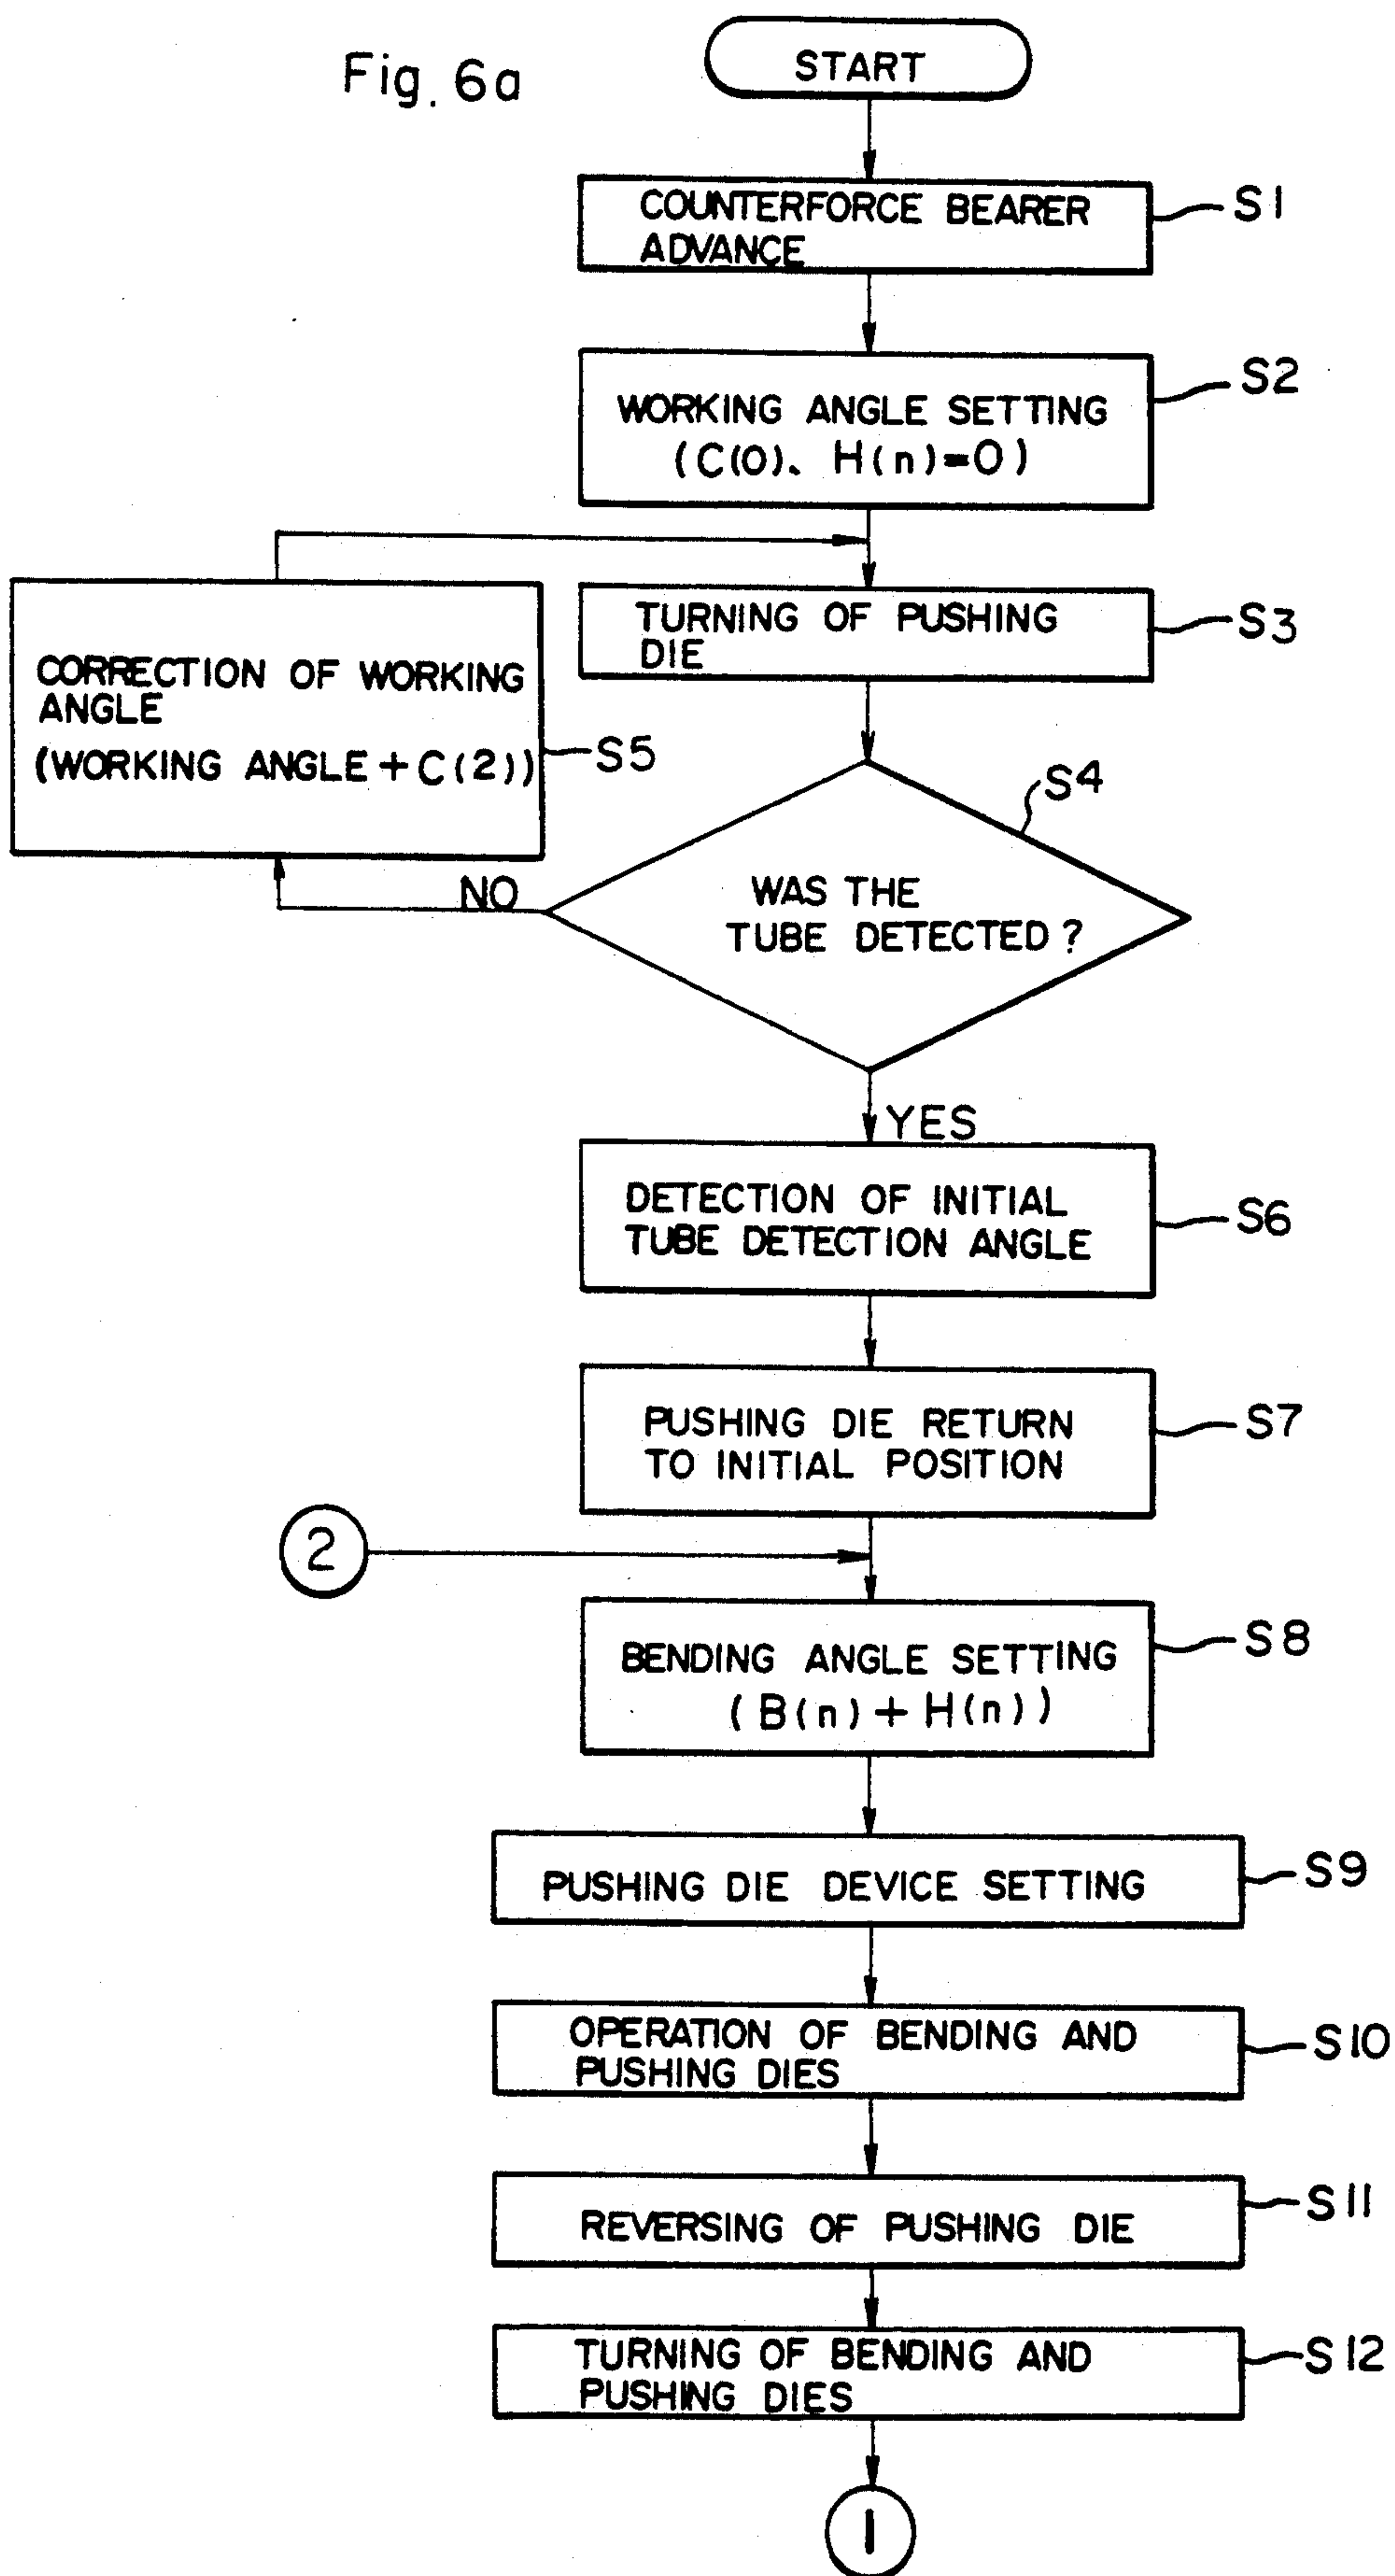 Fig. 6a
START
COUNTERFORCE BEARER
ADVANCE
S1
WORKING ANGLE SETTING
(C(0). H(n)=0)
S2
TURNING OF PUSHING
DIE
S3
CORRECTION OF WORKING
ANGLE
(WORKING ANGLE + C(2))
S5
S4
WAS THE
TUBE DETECTED?
NO
YES
DETECTION OF INITIAL
TUBE DETECTION ANGLE
S6
PUSHING DIE RETURN
TO INITIAL POSITION
S7
2
BENDING ANGLE SETTING
(B(n) + H(n))
S8
PUSHING DIE DEVICE SETTING
S9
OPERATION OF BENDING AND
PUSHING DIES
S10
REVERSING OF PUSHING DIE
S11
TURNING OF BENDING AND
PUSHING DIES
S12
1